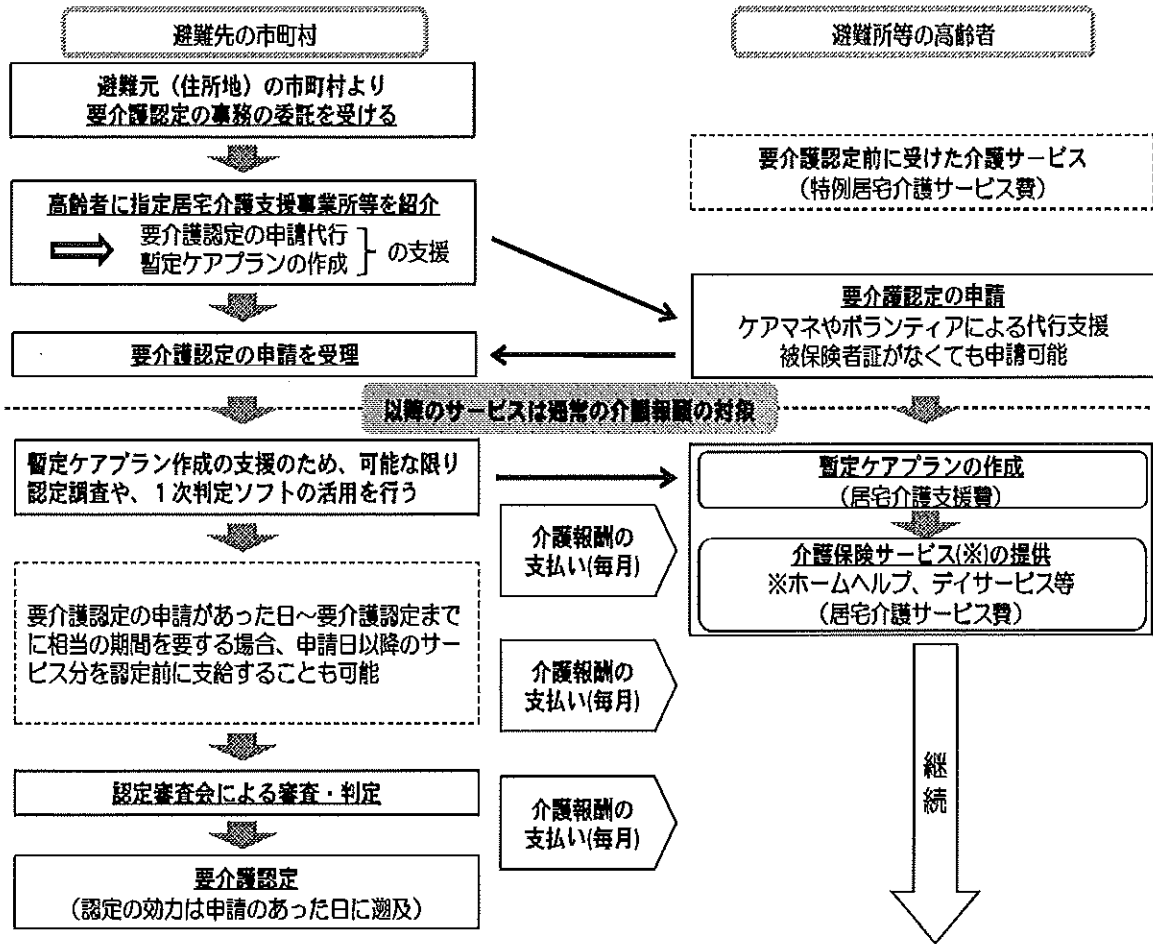 避難先の市町村
避難所等の高齢者
避難元（住所地）の市町村より
要介護認定の事務の委託を受ける
要介護認定前に受けた介護サービス
（特例居宅介護サービス費）
高齢者に指定居宅介護支援事業所等を紹介
要介護認定の申請代行
暫定ケアプランの作成
の支援
要介護認定の申請
ケアマネやボランティアによる代行支援
被保険者証がなくても申請可能
要介護認定の申請を受理
以降のサービスは通常の介護報酬の対象
暫定ケアプラン作成の支援のため、可能な限り
認定調査や、１次判定ソフトの活用を行う
暫定ケアプランの作成
（居宅介護支援費）
介護報酬の
支払い(毎月)
介護保険サービス(※)の提供
※ホームヘルプ、デイサービス等
（居宅介護サービス費）
要介護認定の申請があった日～要介護認定まで
に相当の期間を要する場合、申請日以降のサー
ビス分を認定前に支給することも可能
介護報酬の
支払い(毎月)
認定審査会による審査・判定
介護報酬の
支払い(毎月)
継続
要介護認定
（認定の効力は申請のあった日に遡及）